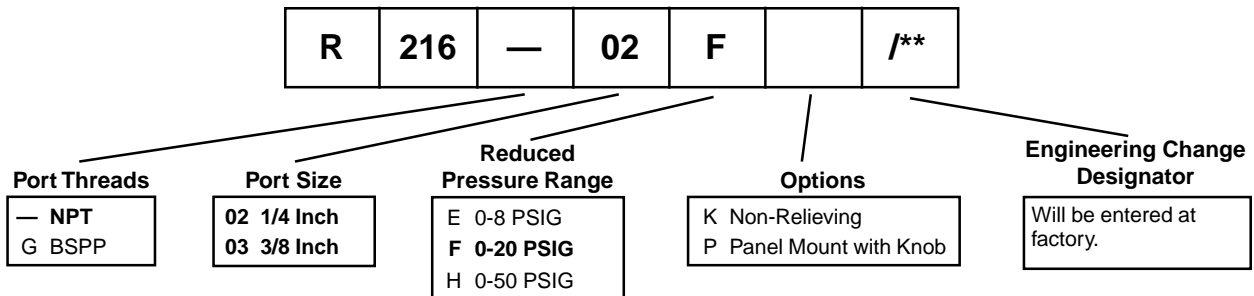 R 216 — 02 F /**
Port Threads
— NPT
G BSPP
Port Size
02 1/4 Inch
03 3/8 Inch
Reduced
Pressure Range
E 0-8 PSIG
F 0-20 PSIG
H 0-50 PSIG
Options
K Non-Relieving
P Panel Mount with Knob
Engineering Change
Designator
Will be entered at
factory.